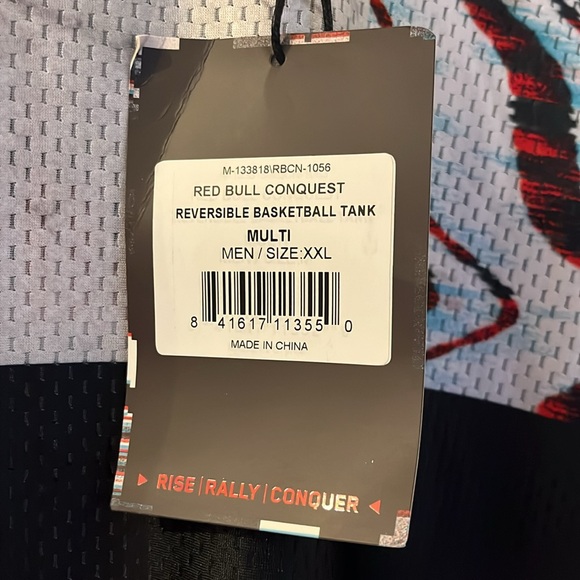 M-133818\RBCN-1056
RED BULL CONQUEST
REVERSIBLE BASKETBALL TANK
MULTI
MEN / SIZE:XXL
8 41617 11355 0
MADE IN CHINA
RISE | RALLY | CONQUER